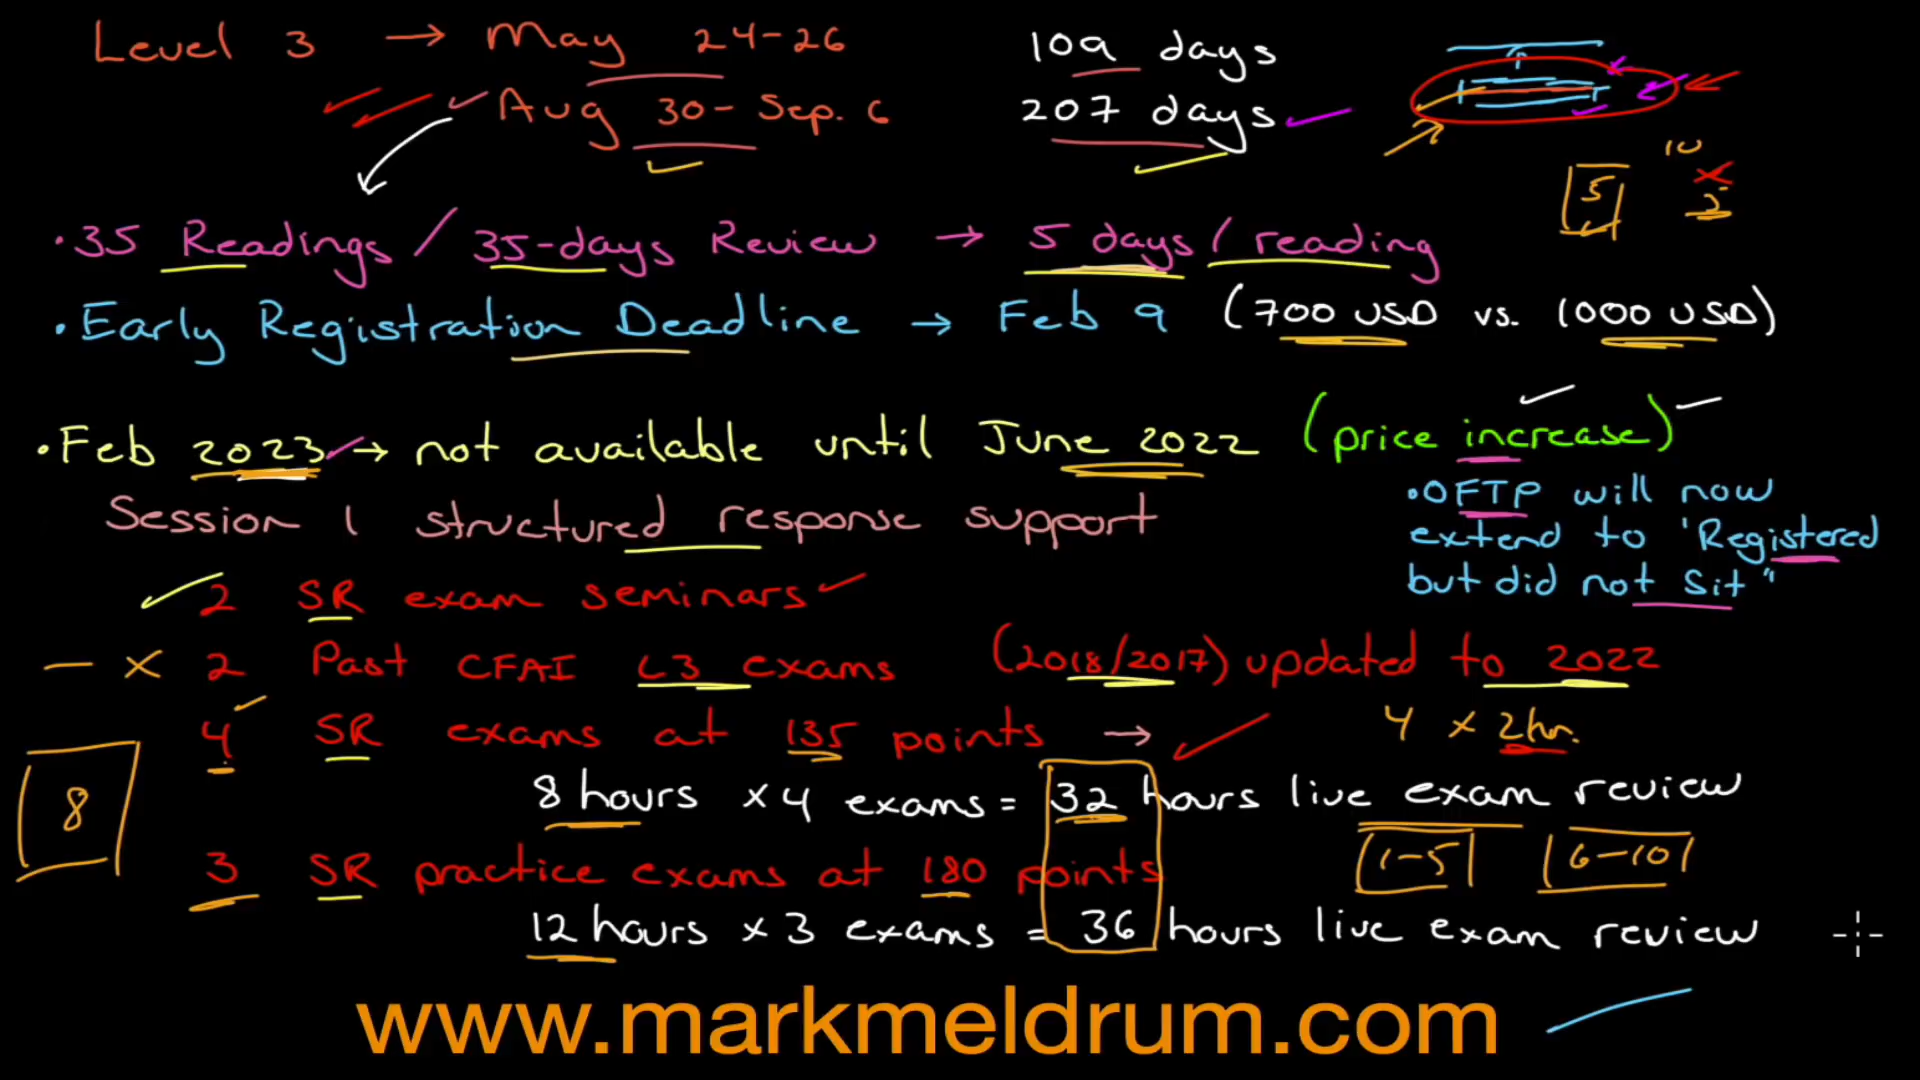 Level 3 → May 24-26 109 days
Aug 30- Sep. 6 207 days
5 10
2
• 35 Readings / 35-days Review → 5 days / reading
• Early Registration Deadline → Feb 9 (700 USD vs. 1000 USD)
• Feb 2023 → not available until June 2022 (price increase)
• OFTP will now
extend to 'Registered
but did not sit"
Session 1 structured response support
2 SR exam seminars
2 Past CFAI L3 exams (2018/2017) updated to 2022
4 SR exams at 135 points → 4 x 2hr.
8 hours x 4 exams = 32 hours live exam review
8
1-5 6-10
3 SR practice exams at 180 points
12 hours x 3 exams = 36 hours live exam review
www.markmeldrum.com